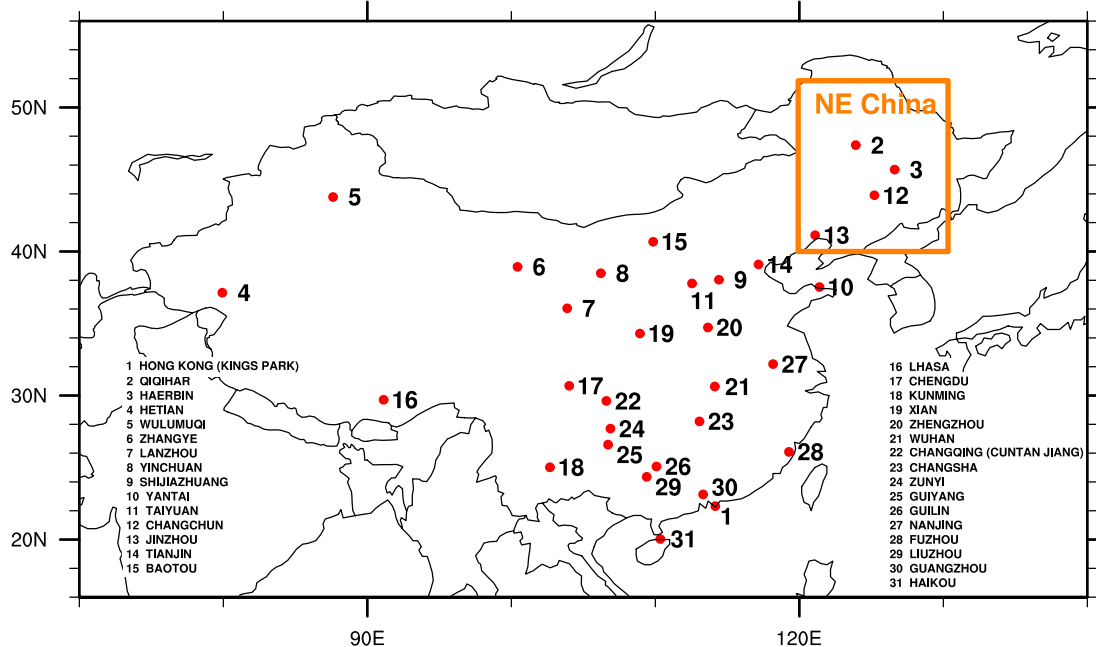 50N
NE China
2
3
5
12
13
15
40N
14
6
8
9
10
4
11
7
20
19
27
1 HONG KONG (KINGS PARK)
2 QIQIHAR
3 HAERBIN
4 HETIAN
5 WULUMUQI
6 ZHANGYE
7 LANZHOU
8 YINCHUAN
9 SHIJIAZHUANG
10 YANTAI
11 TAIYUAN
12 CHANGCHUN
13 JINZHOU
14 TIANJIN
15 BAOTOU
16 LHASA
17 CHENGDU
18 KUNMING
19 XIAN
20 ZHENGZHOU
21 WUHAN
22 CHANGQING (CUNTAN JIANG)
23 CHANGSHA
24 ZUNYI
25 GUIYANG
26 GUILIN
27 NANJING
28 FUZHOU
29 LIUZHOU
30 GUANGZHOU
31 HAIKOU
17
21
30N
16
22
23
24
25
28
18
26
29
30
1
20N
31
90E
120E